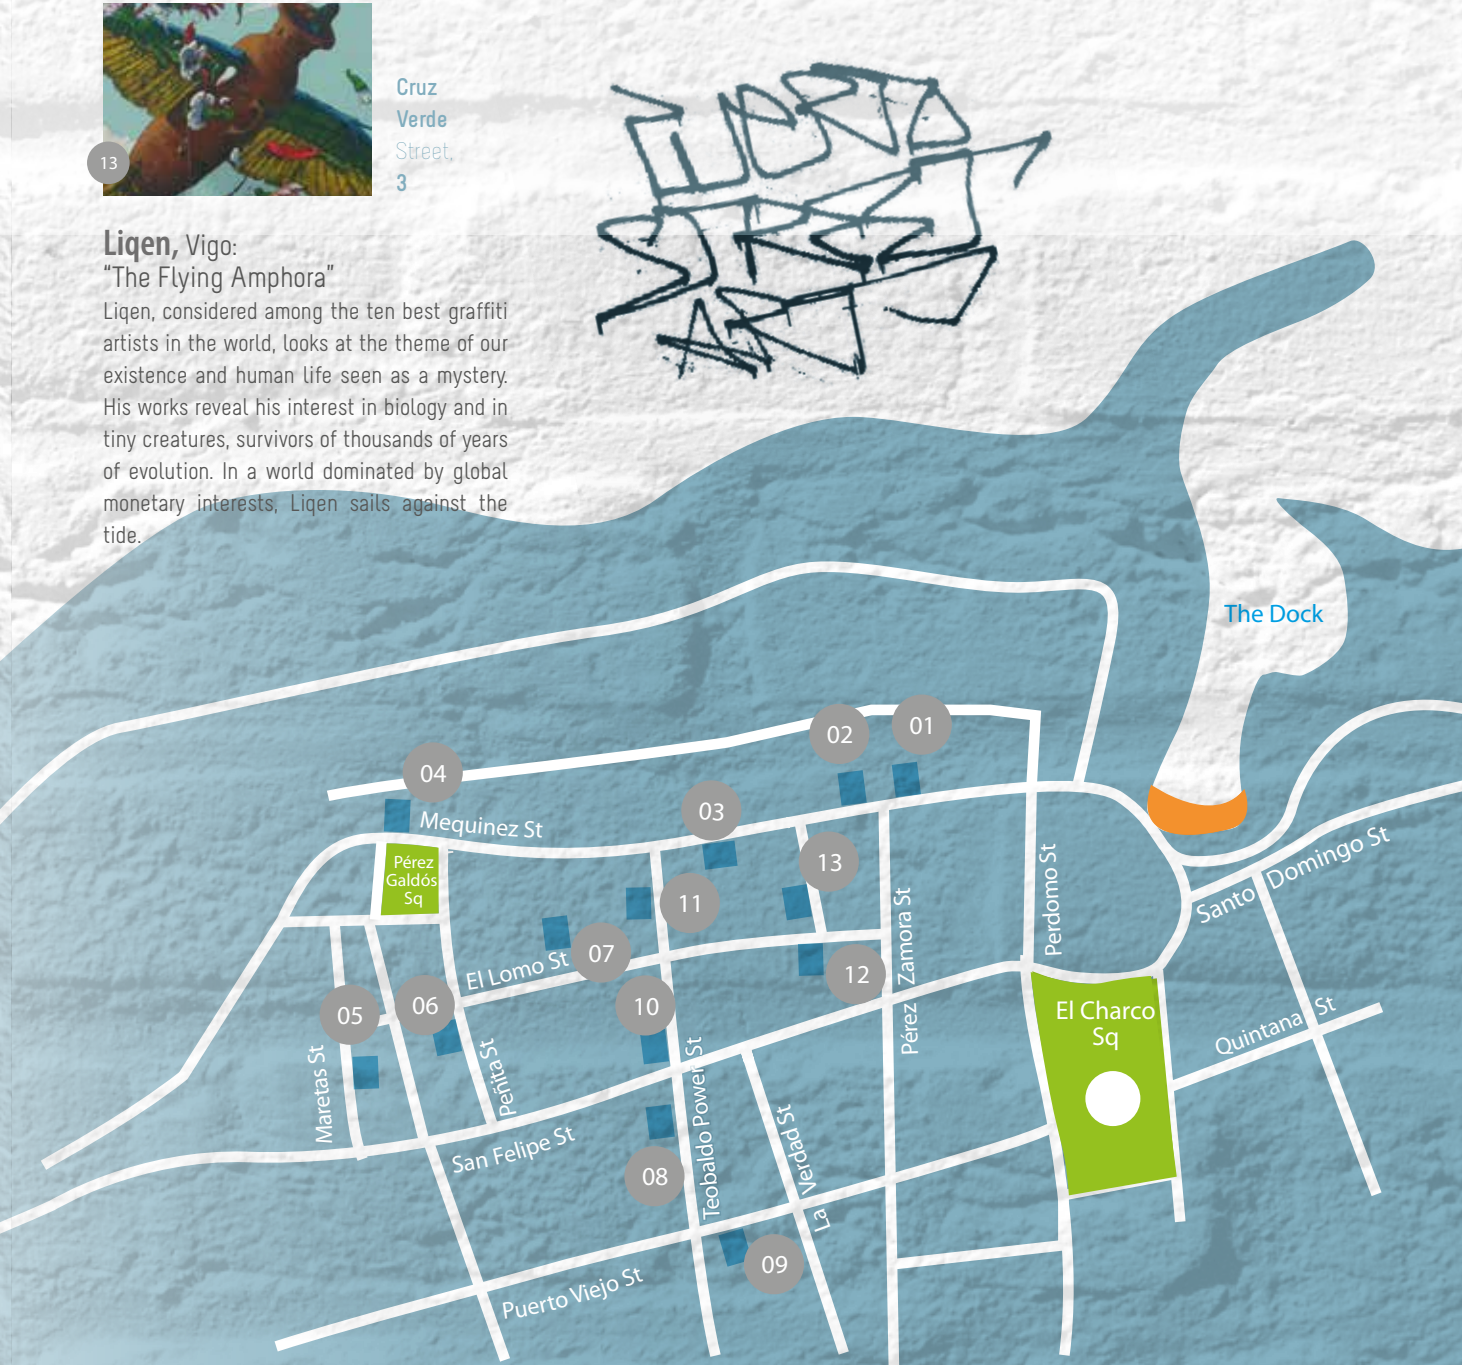 13
Cruz
Verde
Street,
3
Liqen, Vigo:
“The Flying Amphora”
Liqen, considered among the ten best graffiti
artists in the world, looks at the theme of our
existence and human life seen as a mystery.
His works reveal his interest in biology and in
tiny creatures, survivors of thousands of years
of evolution. In a world dominated by global
monetary interests, Liqen sails against the
tide.
PUERTO
STREET
ART
The Dock
01
02
04
03
Mequinez St
13
Pérez
Galdós
Sq
11
Santo Domingo St
Perdomo St
Pérez Zamora St
07
El Lomo St
12
05
06
10
El Charco
Sq
Quintana St
Maretas St
Peñita St
Teobaldo Power St
San Felipe St
La Verdad St
08
09
Puerto Viejo St